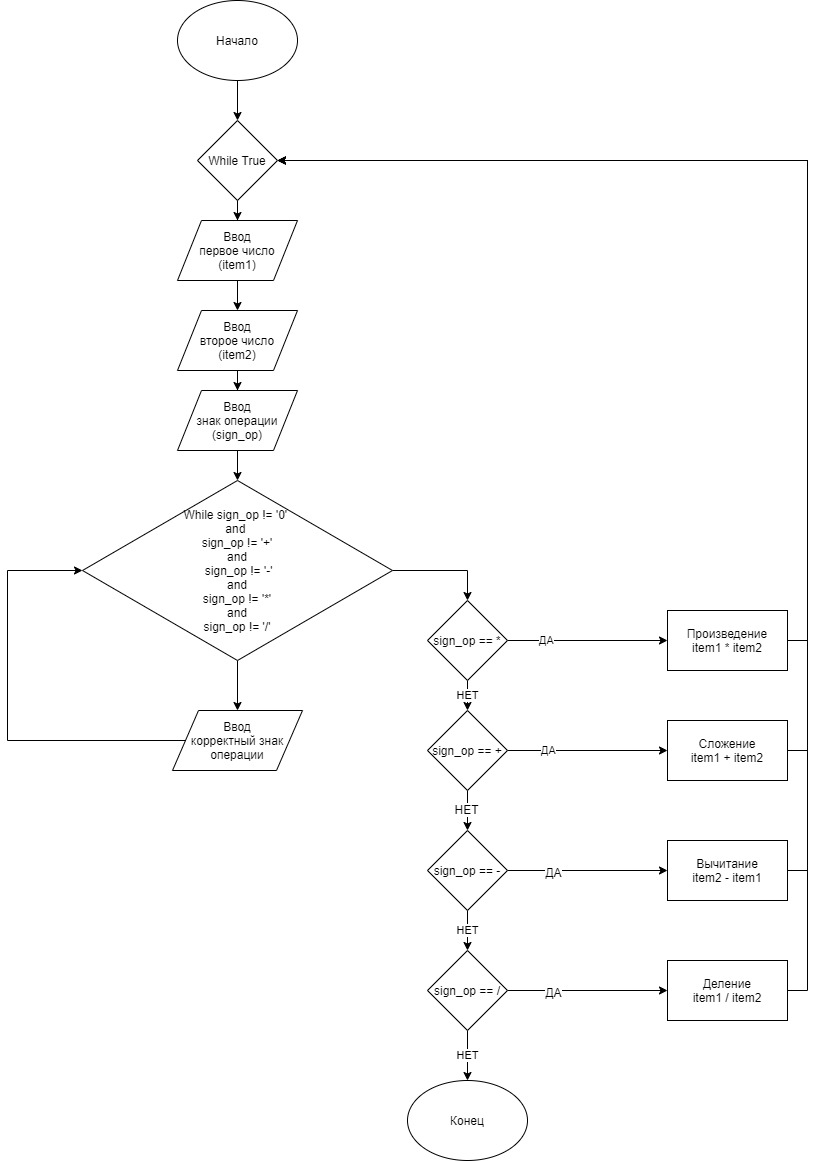 Начало
While True
Ввод
первое число
(item1)
Ввод
второе число
(item2)
Ввод
знак операции
(sign_op)
While sign_op != '0'
and
sign_op != '+'
and
sign_op != '-'
and
sign_op != '*'
and
sign_op != '/'
Ввод
корректный знак
операции
sign_op == *
ДА
Произведение
item1 * item2
НЕТ
sign_op == +
ДА
Сложение
item1 + item2
НЕТ
sign_op == -
ДА
Вычитание
item2 - item1
НЕТ
sign_op == /
ДА
Деление
item1 / item2
НЕТ
Конец